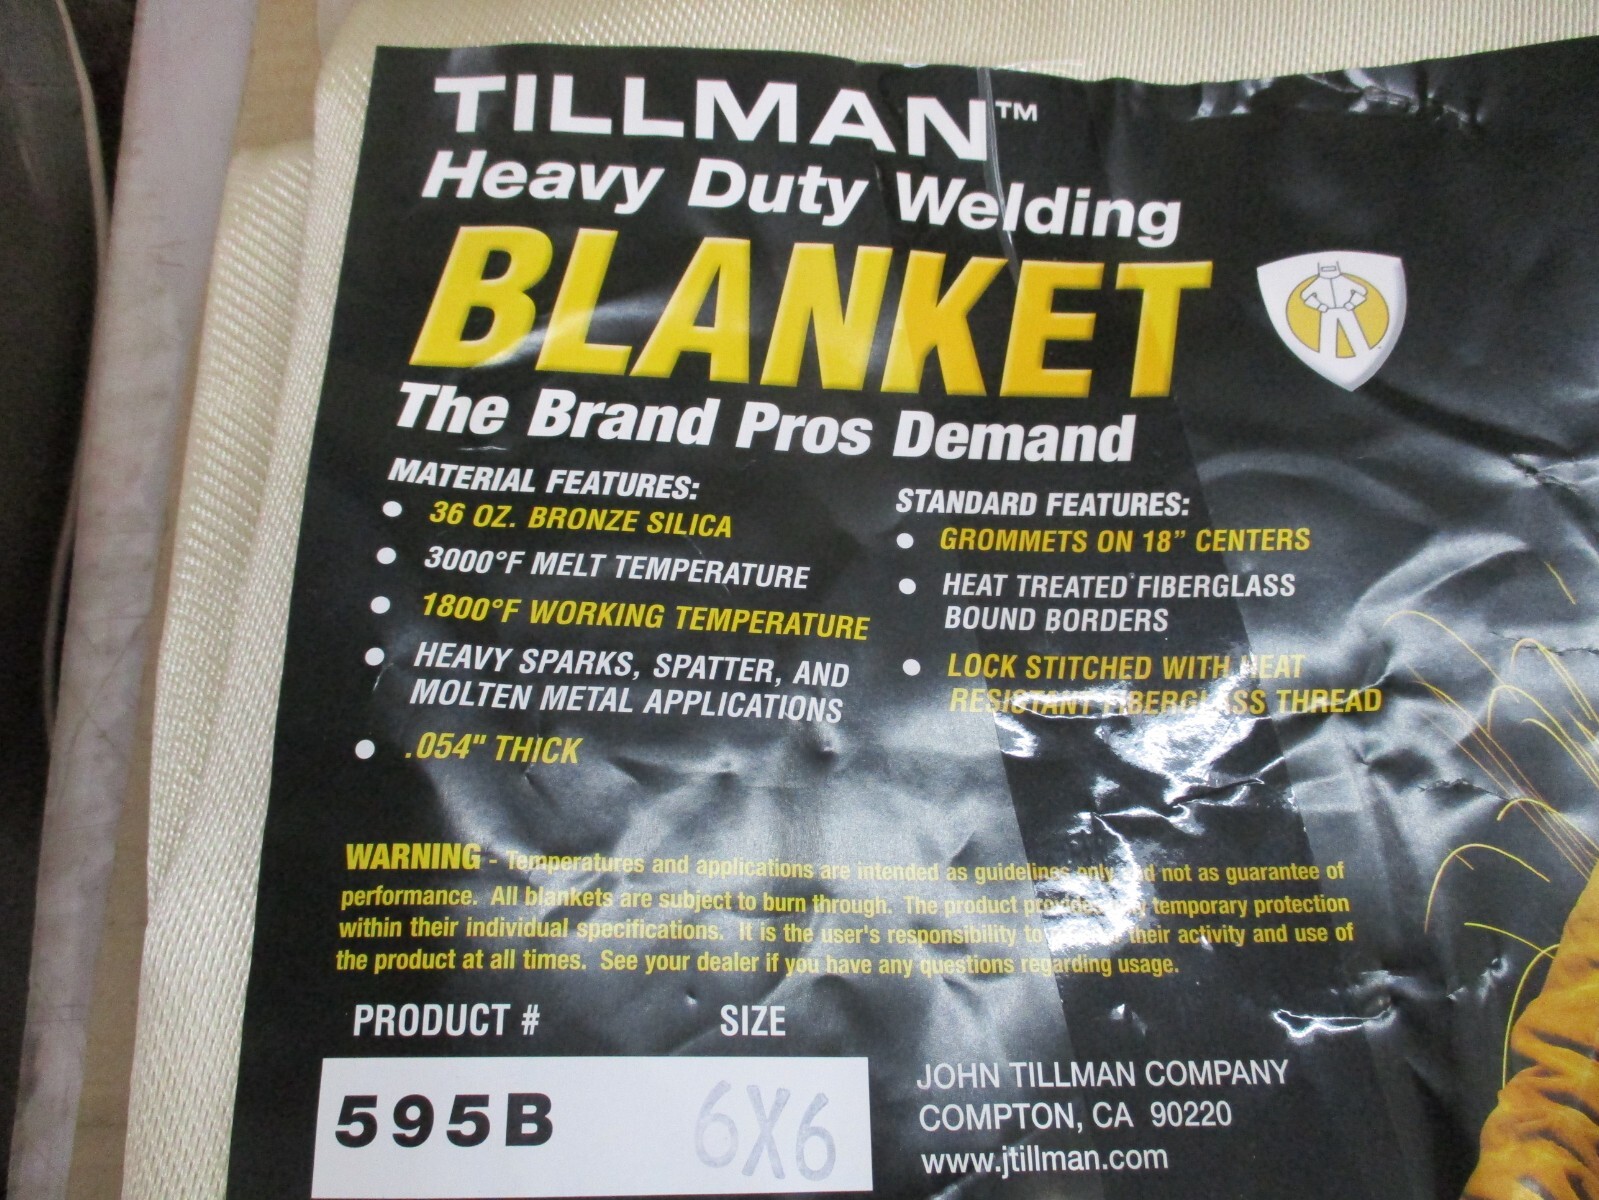 TILLMAN™
Heavy Duty Welding
BLANKET
The Brand Pros Demand
MATERIAL FEATURES:
• 36 OZ. BRONZE SILICA
• 3000°F MELT TEMPERATURE
• 1800°F WORKING TEMPERATURE
• HEAVY SPARKS, SPATTER, AND
MOLTEN METAL APPLICATIONS
• .054" THICK
STANDARD FEATURES:
• GROMMETS ON 18” CENTERS
• HEAT TREATED FIBERGLASS
BOUND BORDERS
• LOCK STITCHED WITH HEAT
RESISTANT FIBERGLASS THREAD
WARNING - Temperatures and applications are intended as guidelines only and not as guarantee of
performance. All blankets are subject to burn through. The product provides temporary protection
within their individual specifications. It is the user's responsibility to their activity and use of
the product at all times. See your dealer if you have any questions regarding usage.
PRODUCT # SIZE
595B 6X6
JOHN TILLMAN COMPANY
COMPTON, CA 90220
www.jtillman.com